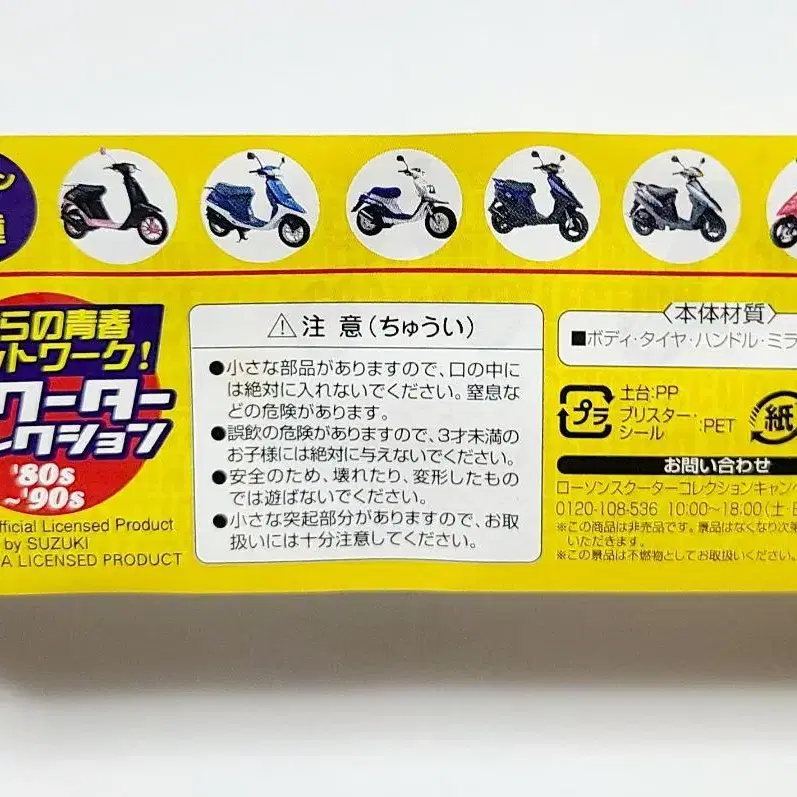 ン
種
らの青春
ットワーク!
クーター
レクション
'80s
~'90s
fficial Licensed Product
by SUZUKI
A LICENSED PRODUCT
⚠注 意(ちゅうい)
●小さな部品がありますので、口の中に
は絶対に入れないでください。窒息な
どの危険があります。
●誤飲の危険がありますので、3才未満の
お子様には絶対に与えないでください。
●安全のため、壊れたり、変形したもの
では遊ばないでください。
●小さな突起部分がありますので、お取
扱いには十分注意してください。
〈本体材質〉
■ボディ・タイヤ・ハンドル・ミラ
プラ
土台:PP
ブリスター:PET
シール
紙
お問い合わせ
ローソンスクーターコレクションキャンペ
0120-108-536 10:00~18:00(土・日
※この商品は非売品です。景品はなくなり次第
いただきます。
※この景品は不燃物としてお取扱いください。